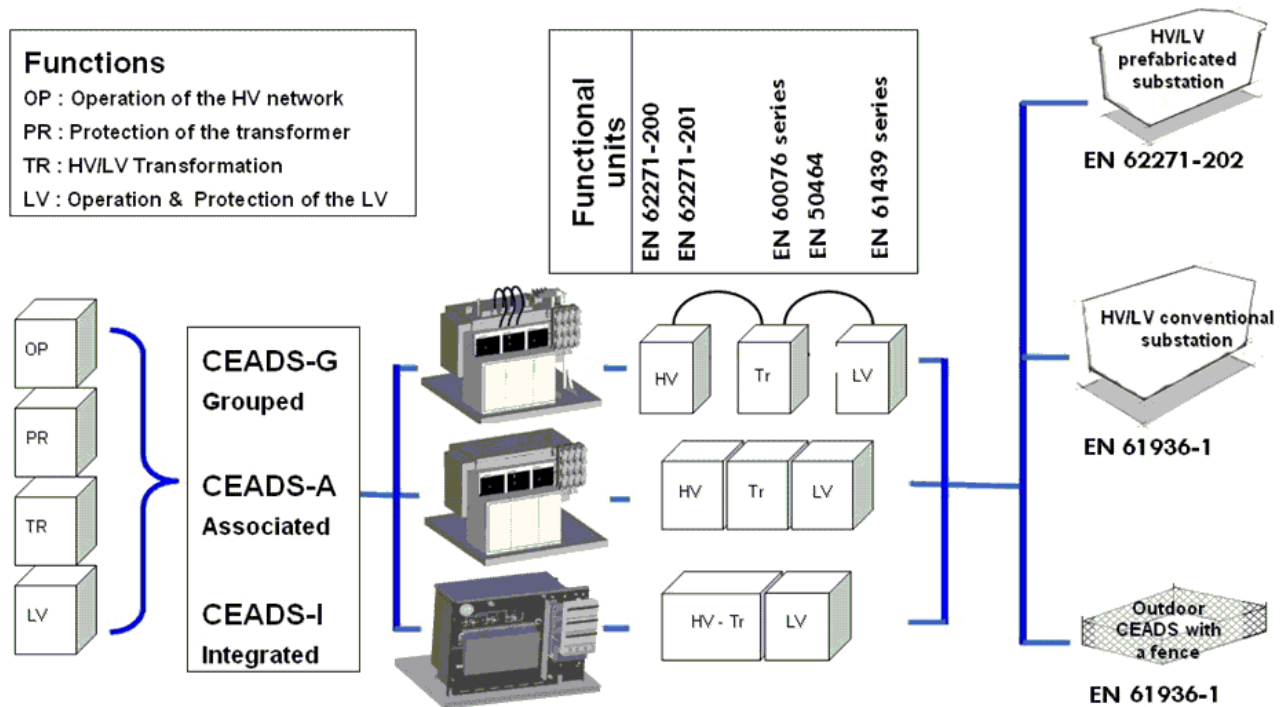 Functions
OP : Operation of the HV network
PR : Protection of the transformer
TR : HV/LV Transformation
LV : Operation & Protection of the LV
Functional
units
EN 62271-200
EN 62271-201
EN 60076 series
EN 50464
EN 61439 series
HV/LV
prefabricated
substation
EN 62271-202
OP
PR
TR
LV
CEADS-G
Grouped
CEADS-A
Associated
CEADS-I
Integrated
HV
Tr
LV
HV
Tr
LV
HV - Tr
LV
HV/LV conventional
substation
EN 61936-1
Outdoor
CEADS with
a fence
EN 61936-1